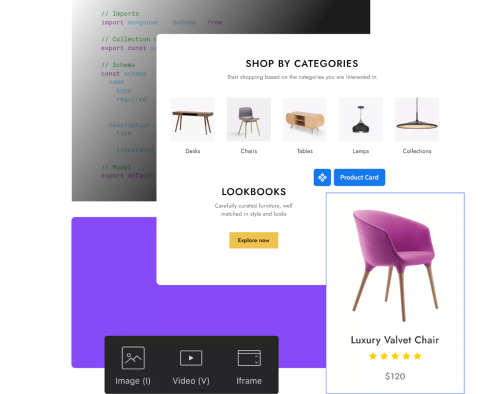 // Imports
import mongoose Schema from
// Collection
export const
// Schema
const schema
name
type
required
description
type
timestamps
// Model
export default
SHOP BY CATEGORIES
Start shopping based on the categories you are interested in
Desks
Chairs
Tables
Lamps
Collections
LOOKBOOKS
Carefully curated furniture, well
matched in style and looks
Explore now
Product Card
Luxury Valvet Chair
$120
Image (I)
Video (V)
Iframe